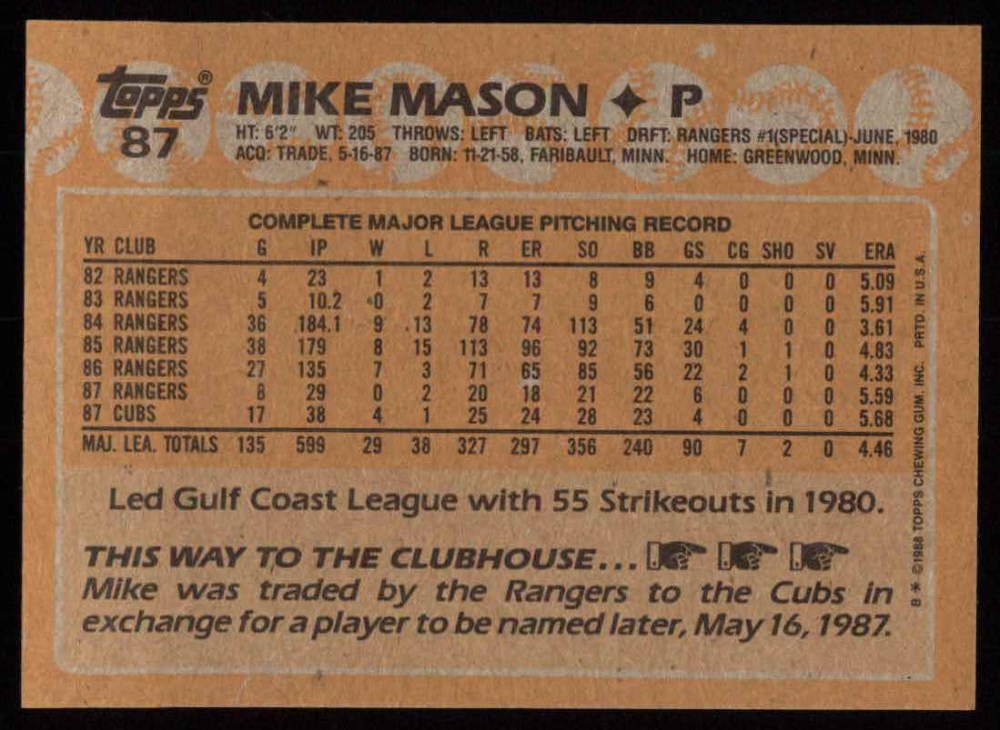 Topps® MIKE MASON ✦ P
87
HT: 6'2" WT: 205 THROWS: LEFT BATS: LEFT DRFT: RANGERS #1(SPECIAL)-JUNE, 1980
ACQ: TRADE, 5-16-87 BORN: 11-21-58, FARIBAULT, MINN. HOME: GREENWOOD, MINN.
COMPLETE MAJOR LEAGUE PITCHING RECORD
YR CLUB G IP W L R ER SO BB GS CG SHO SV ERA
82 RANGERS 4 23 1 2 13 13 8 9 4 0 0 0 5.09
83 RANGERS 5 10.2 0 2 7 7 9 6 0 0 0 0 5.91
84 RANGERS 36 184.1 9 13 78 74 113 51 24 4 0 0 3.61
85 RANGERS 38 179 8 15 113 96 92 73 30 1 1 0 4.83
86 RANGERS 27 135 7 3 71 65 85 56 22 2 1 0 4.33
87 RANGERS 8 29 0 2 20 18 21 22 6 0 0 0 5.59
87 CUBS 17 38 4 1 25 24 28 23 4 0 0 0 5.68
MAJ. LEA. TOTALS 135 599 29 38 327 297 356 240 90 7 2 0 4.46
Led Gulf Coast League with 55 Strikeouts in 1980.
THIS WAY TO THE CLUBHOUSE...
Mike was traded by the Rangers to the Cubs in
exchange for a player to be named later, May 16, 1987.
B ** ©1988 TOPPS CHEWING GUM, INC. PRTD. IN U.S.A.